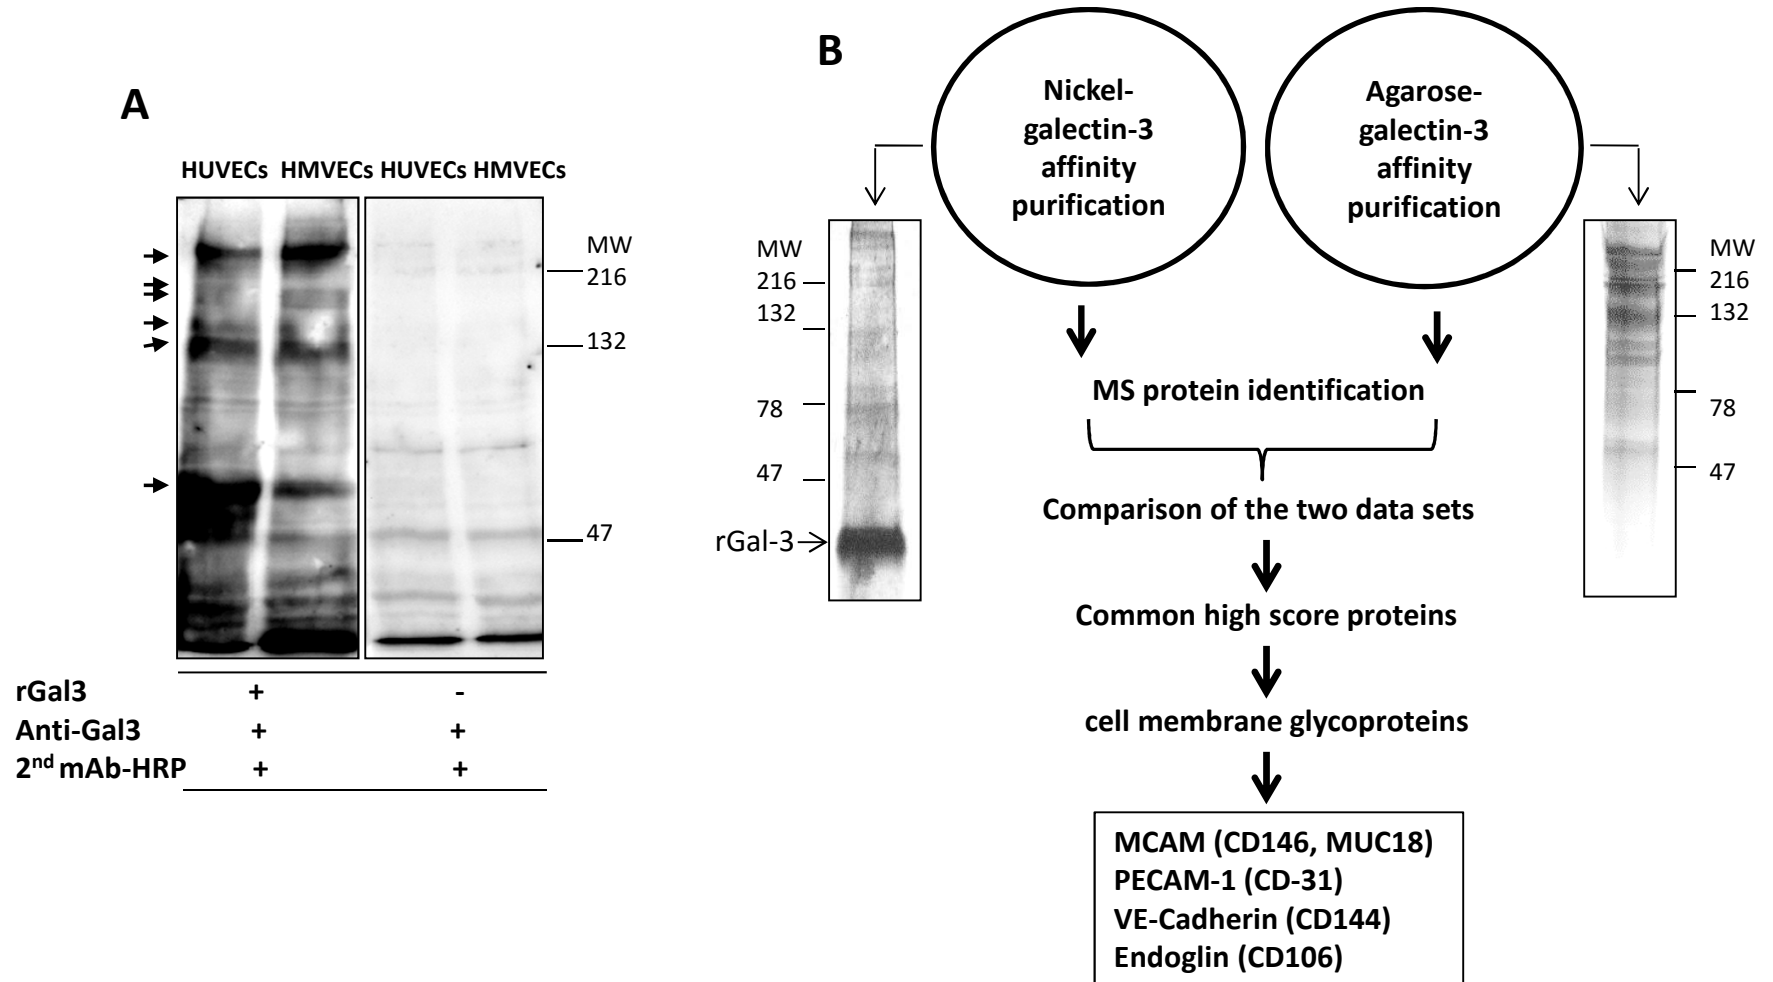 A
HUVECs HMVECs HUVECs HMVECs
MW
216
132
47
rGal3 + -
Anti-Gal3 + +
2nd mAb-HRP + +
B
Nickel-
galectin-3
affinity
purification
Agarose-
galectin-3
affinity
purification
MW
216
132
78
47
rGal-3
MW
216
132
78
47
MS protein identification
Comparison of the two data sets
Common high score proteins
cell membrane glycoproteins
MCAM (CD146, MUC18)
PECAM-1 (CD-31)
VE-Cadherin (CD144)
Endoglin (CD106)